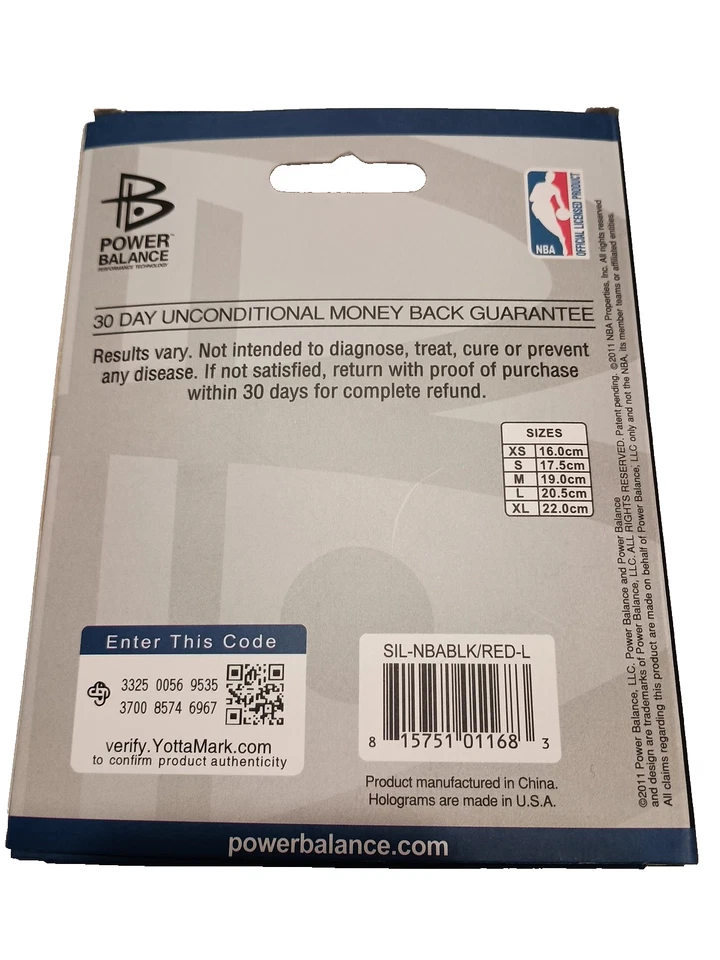 POWER™
BALANCE
PERFORMANCE TECHNOLOGY
NBA
OFFICIAL LICENSED PRODUCT
30 DAY UNCONDITIONAL MONEY BACK GUARANTEE
Results vary. Not intended to diagnose, treat, cure or prevent
any disease. If not satisfied, return with proof of purchase
within 30 days for complete refund.
SIZES
XS 16.0cm
S 17.5cm
M 19.0cm
L 20.5cm
XL 22.0cm
Enter This Code
3325 0056 9535
3700 8574 6967
verify.YottaMark.com
to confirm product authenticity
SIL-NBABLK/RED-L
8 15751 01168 3
Product manufactured in China.
Holograms are made in U.S.A.
©2011 Power Balance, LLC. Power Balance and Power Balance
and design are trademarks of Power Balance, LLC. ALL RIGHTS RESERVED. Patent pending. ©2011 NBA Properties, Inc. All rights reserved
All claims regarding this product are made on behalf of Power Balance, LLC only and not the NBA, its member teams or affiliated entities.
powerbalance.com